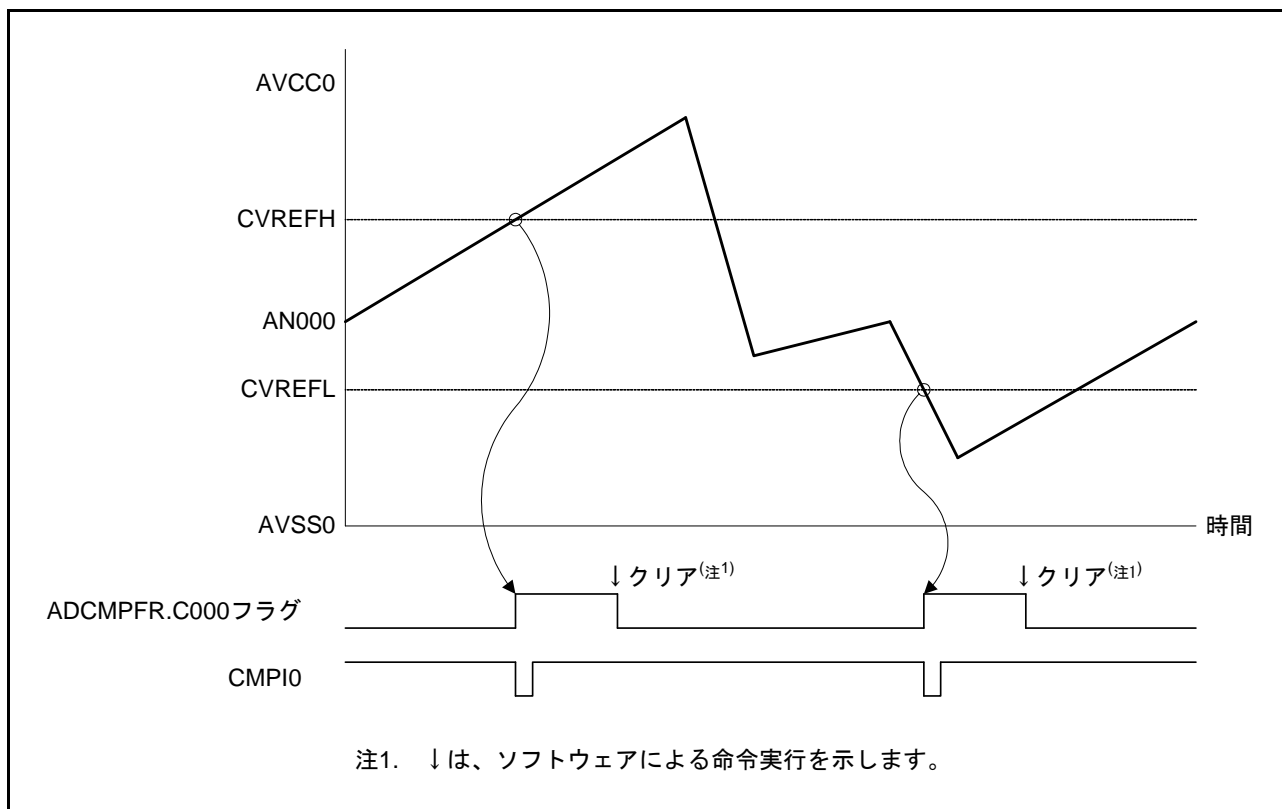 AVCC0
CVREFH
AN000
CVREFL
AVSS0
時間
↓クリア(注1)
↓クリア(注1)
ADCMPFR.C000フラグ
CMPI0
注1. ↓は、ソフトウェアによる命令実行を示します。